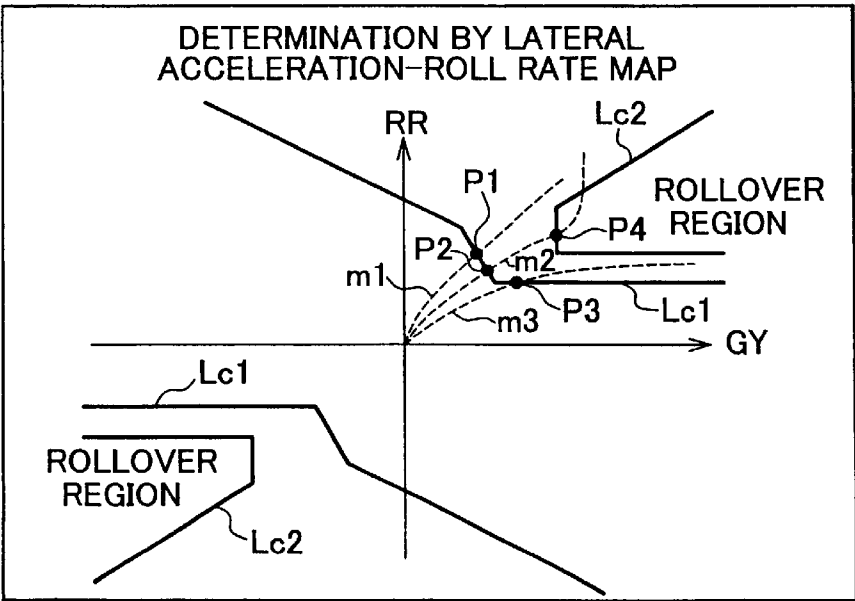 DETERMINATION BY LATERAL
ACCELERATION-ROLL RATE MAP
RR
Lc2
P1
ROLLOVER
REGION
P2
P4
m2
m1
P3
Lc1
m3
GY
Lc1
ROLLOVER
REGION
Lc2